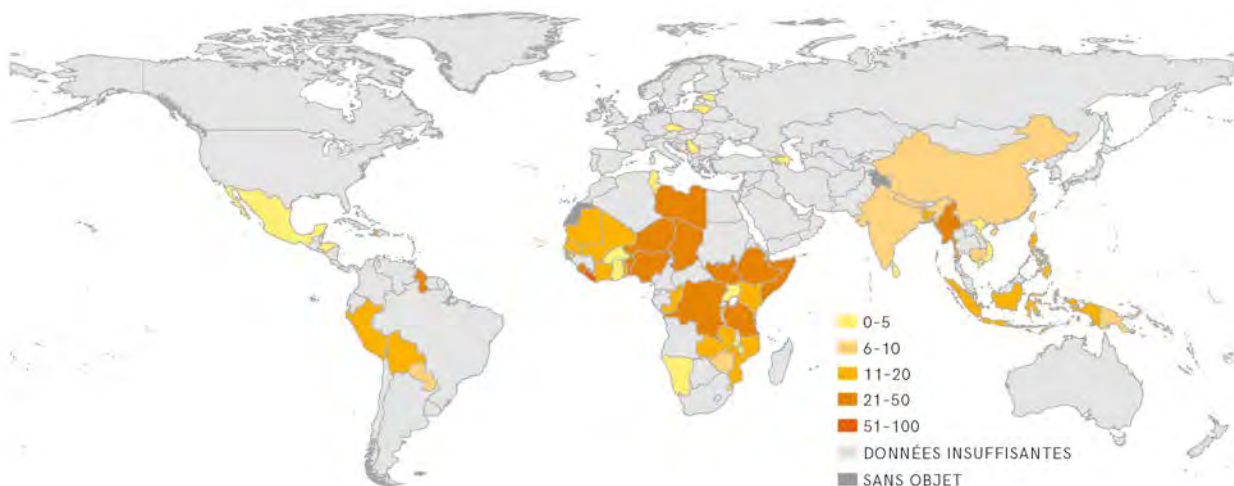 0–5
6–10
11–20
21–50
51–100
DONNÉES INSUFFISANTES
SANS OBJET